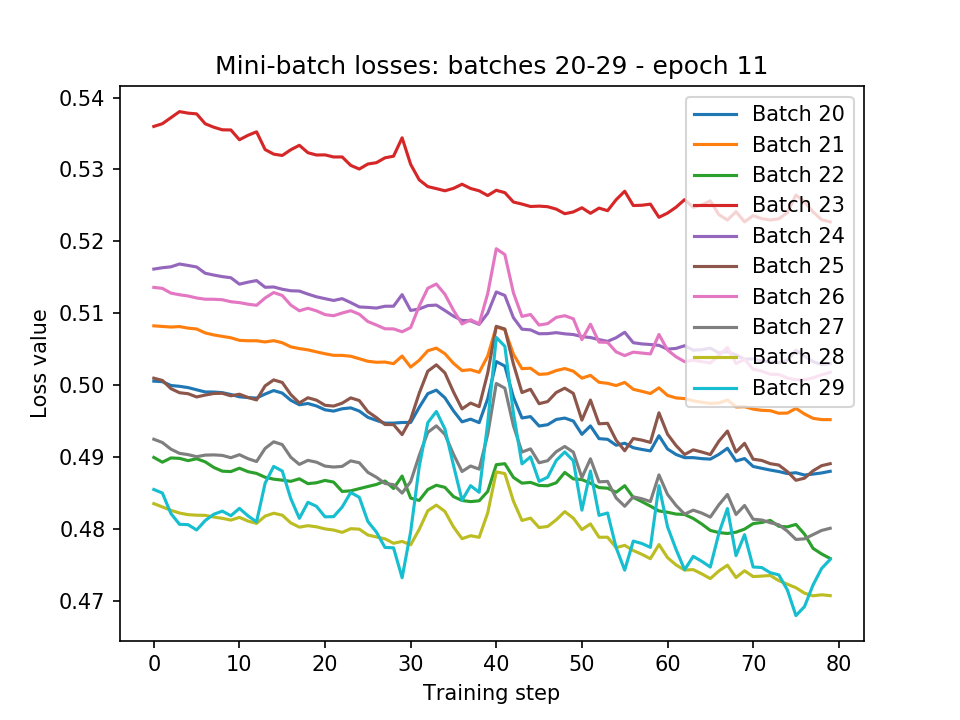 Mini-batch losses: batches 20-29 - epoch 11
0.54
0.53
0.52
0.51
0.50
0.49
0.48
0.47
Loss value
0
10
20
30
40
50
60
70
80
Training step
Batch 20
Batch 21
Batch 22
Batch 23
Batch 24
Batch 25
Batch 26
Batch 27
Batch 28
Batch 29